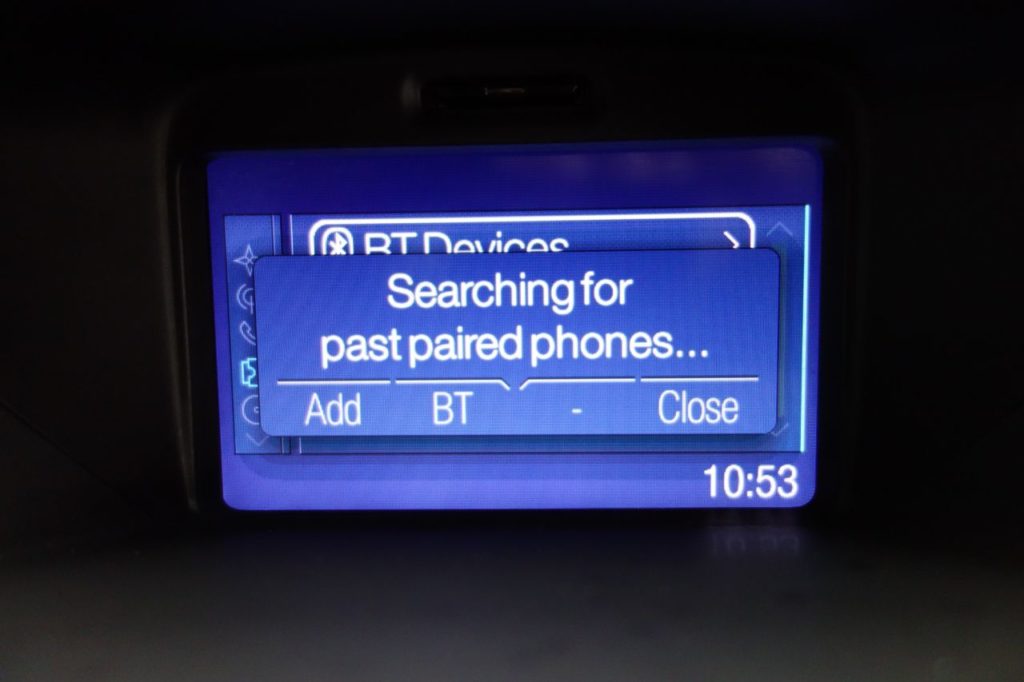 BT Devices
Searching for
past paired phones...
Add BT - Close
10:53